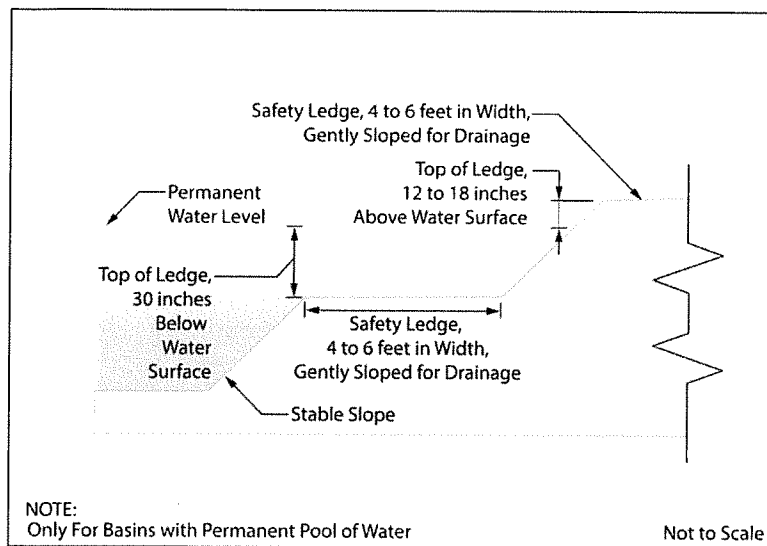 Safety Ledge, 4 to 6 feet in Width,
Gently Sloped for Drainage
Top of Ledge,
12 to 18 inches
Above Water Surface
Permanent
Water Level
Top of Ledge,
30 inches
Below
Water
Surface
Safety Ledge,
4 to 6 feet in Width,
Gently Sloped for Drainage
Stable Slope
NOTE:
Only For Basins with Permanent Pool of Water
Not to Scale